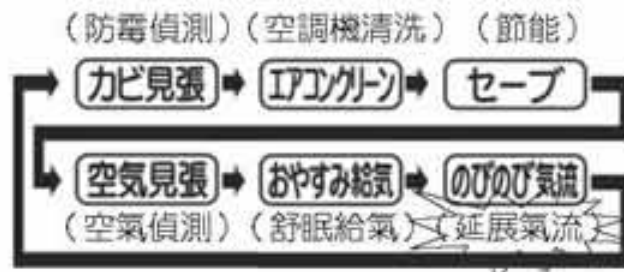 (防霉偵測) (空調機清洗) (節能)
カビ見張 エアコンクリーン セーブ
空気見張 おやすみ給気 のびのび気流
(空氣偵測) (舒眠給氣) (延展氣流)